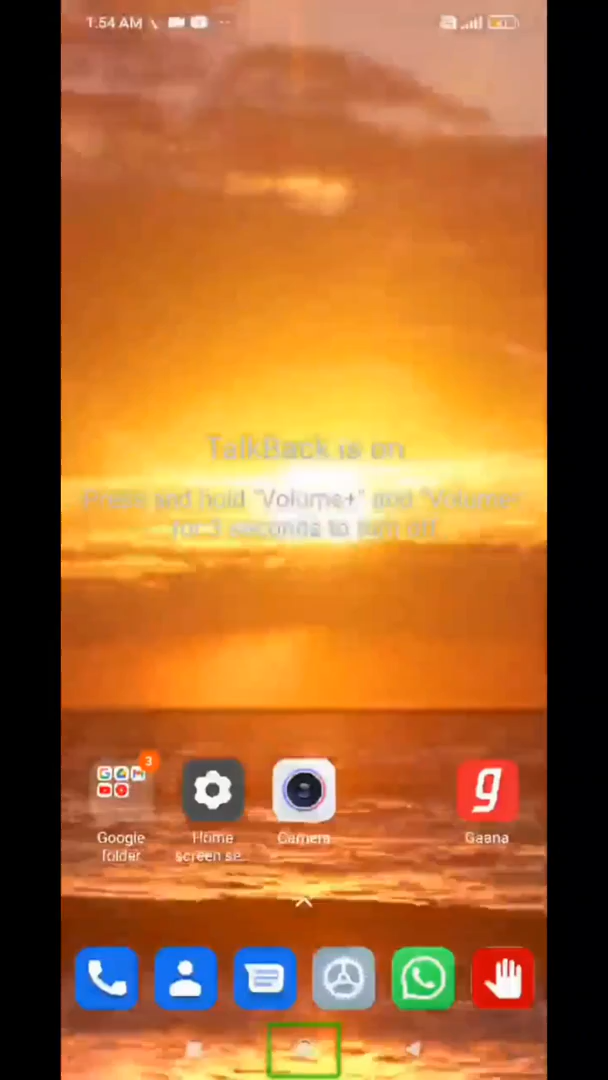 1:54 AM
TalkBack is on
Press and hold "Volume+" and "Volume-"
for 3 seconds to turn off
3
Google
folder
Home
screen se...
Camera
Gaana